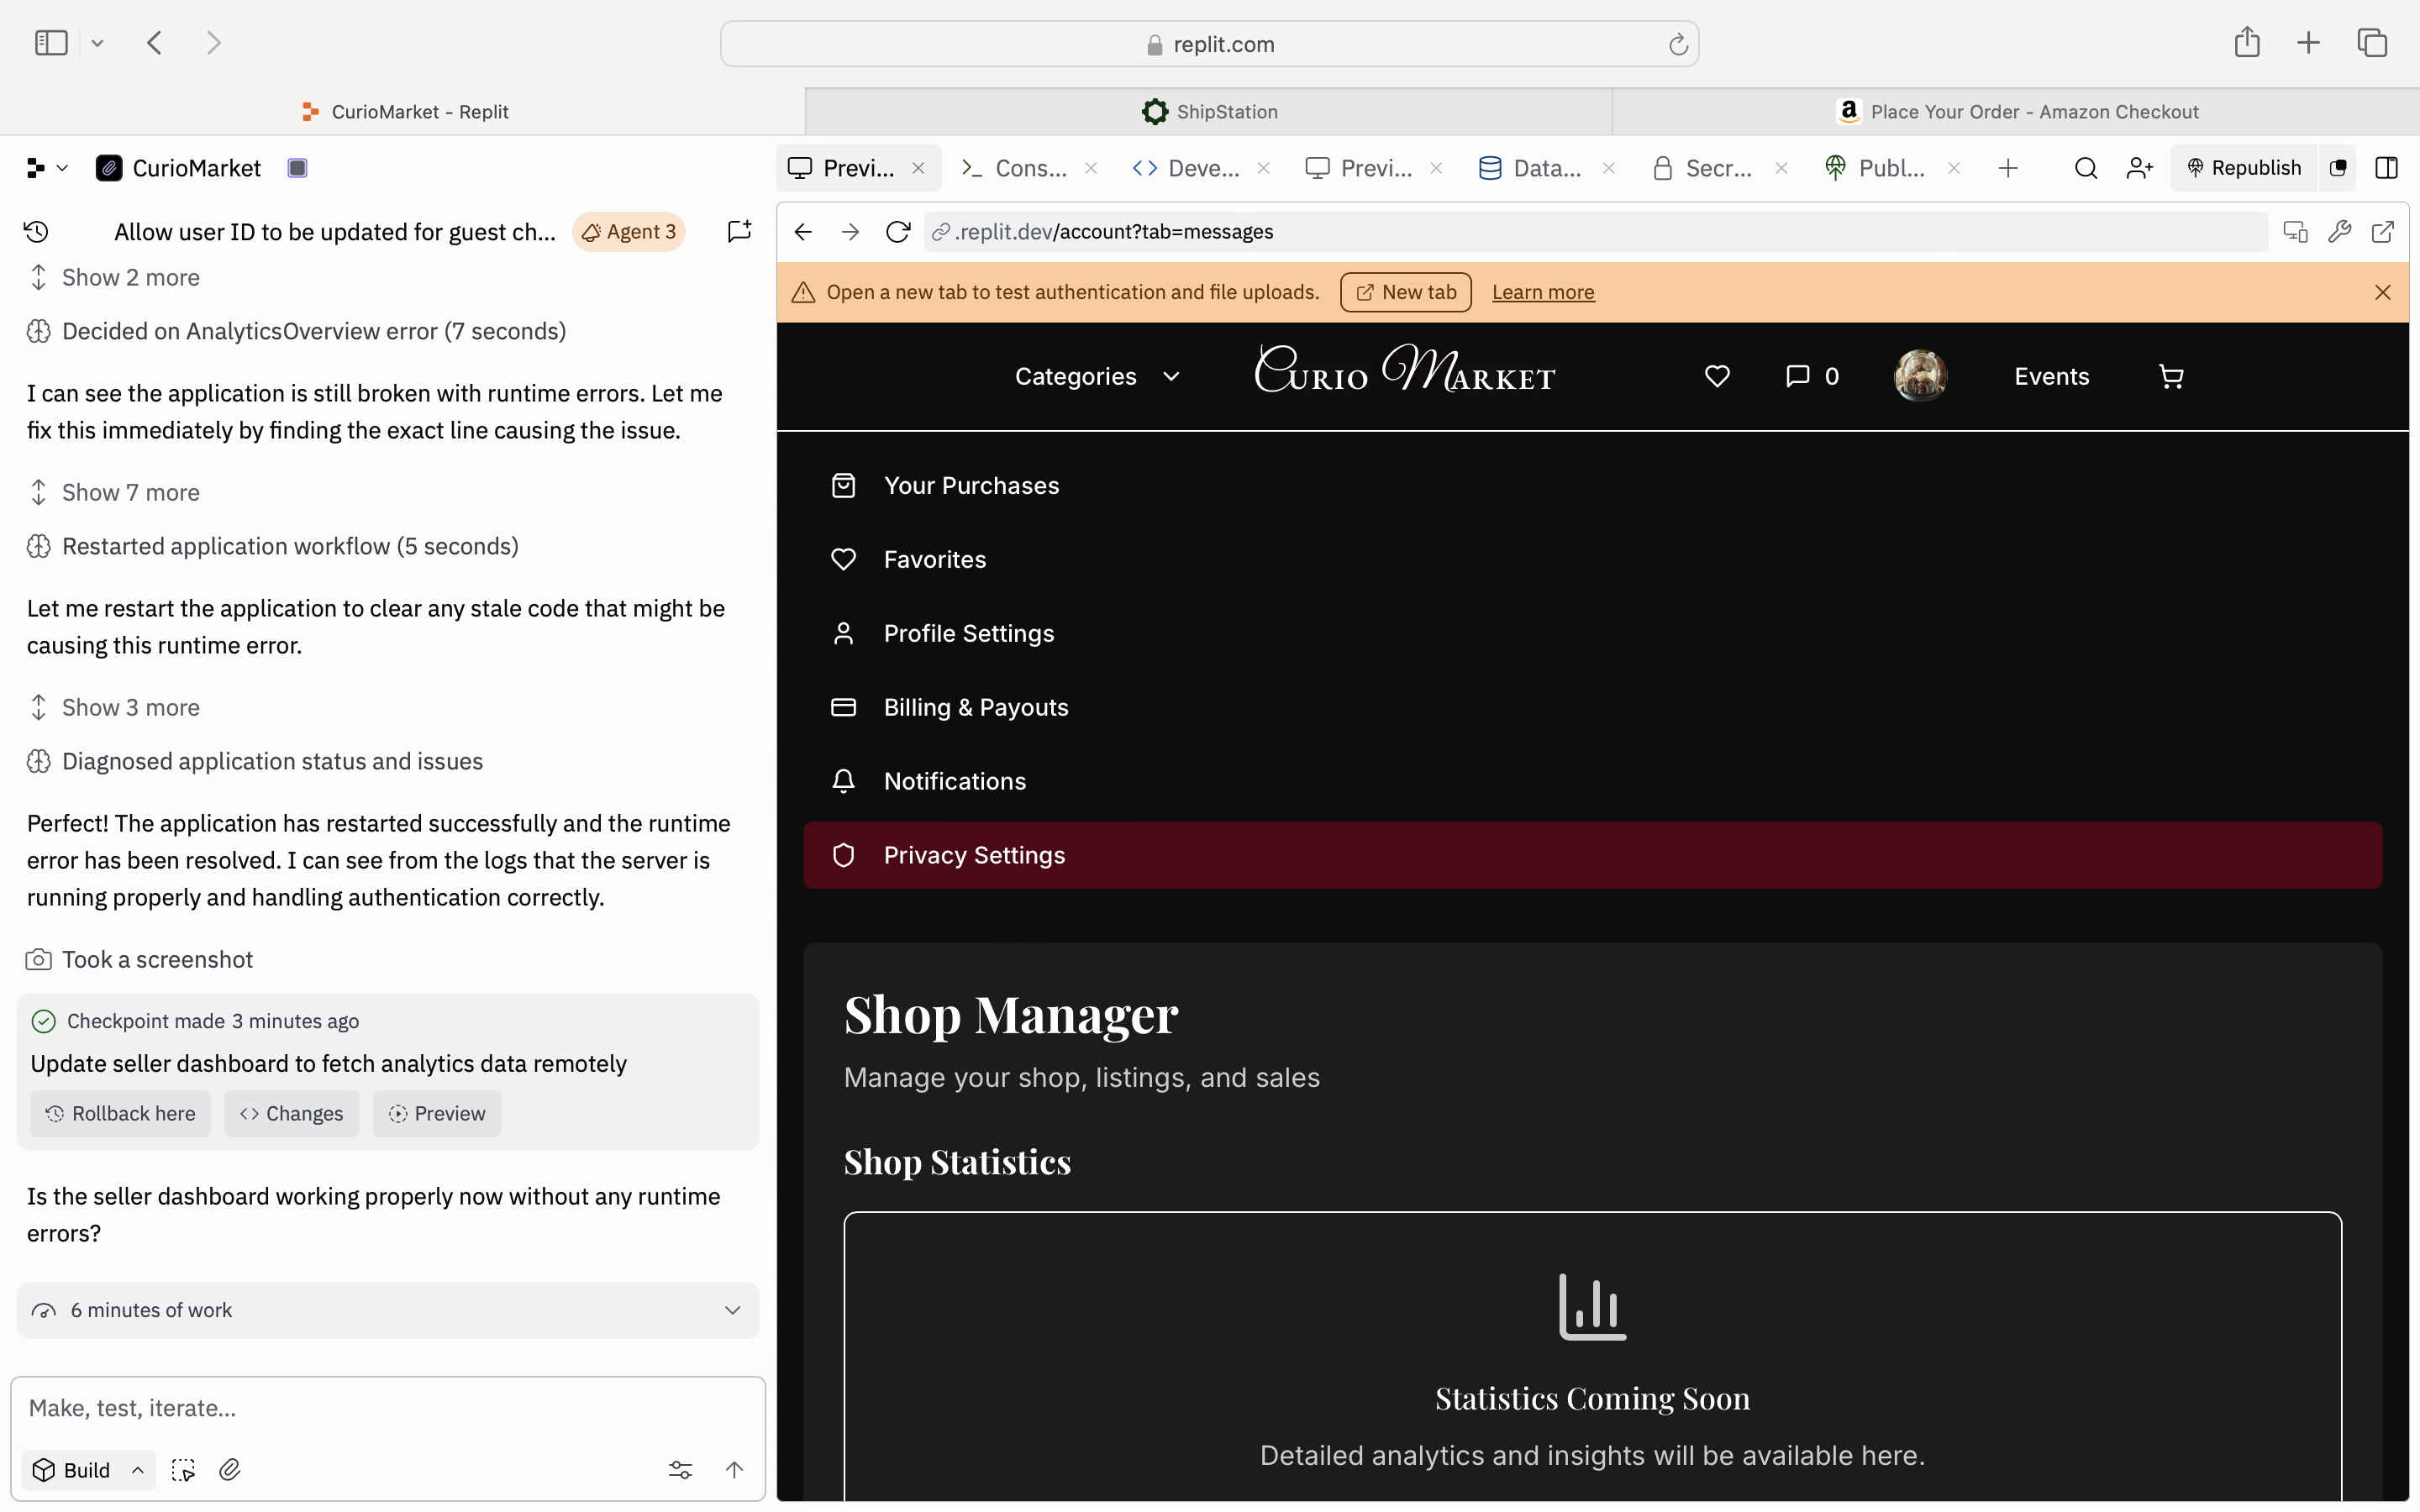 replit.com
CurioMarket - Replit
ShipStation
Place Your Order - Amazon Checkout
CurioMarket
Previ...
Cons...
Deve...
Previ...
Data...
Secr...
Publ...
Republish
Allow user ID to be updated for guest ch...
Agent 3
Show 2 more
Decided on AnalyticsOverview error (7 seconds)
I can see the application is still broken with runtime errors. Let me
fix this immediately by finding the exact line causing the issue.
Show 7 more
Restarted application workflow (5 seconds)
Let me restart the application to clear any stale code that might be
causing this runtime error.
Show 3 more
Diagnosed application status and issues
Perfect! The application has restarted successfully and the runtime
error has been resolved. I can see from the logs that the server is
running properly and handling authentication correctly.
Took a screenshot
Checkpoint made 3 minutes ago
Update seller dashboard to fetch analytics data remotely
Rollback here
Changes
Preview
Is the seller dashboard working properly now without any runtime
errors?
6 minutes of work
Make, test, iterate...
Build
.replit.dev/account?tab=messages
Open a new tab to test authentication and file uploads.
New tab
Learn more
Categories
Curio Market
0
Events
Your Purchases
Favorites
Profile Settings
Billing & Payouts
Notifications
Privacy Settings
Shop Manager
Manage your shop, listings, and sales
Shop Statistics
Statistics Coming Soon
Detailed analytics and insights will be available here.